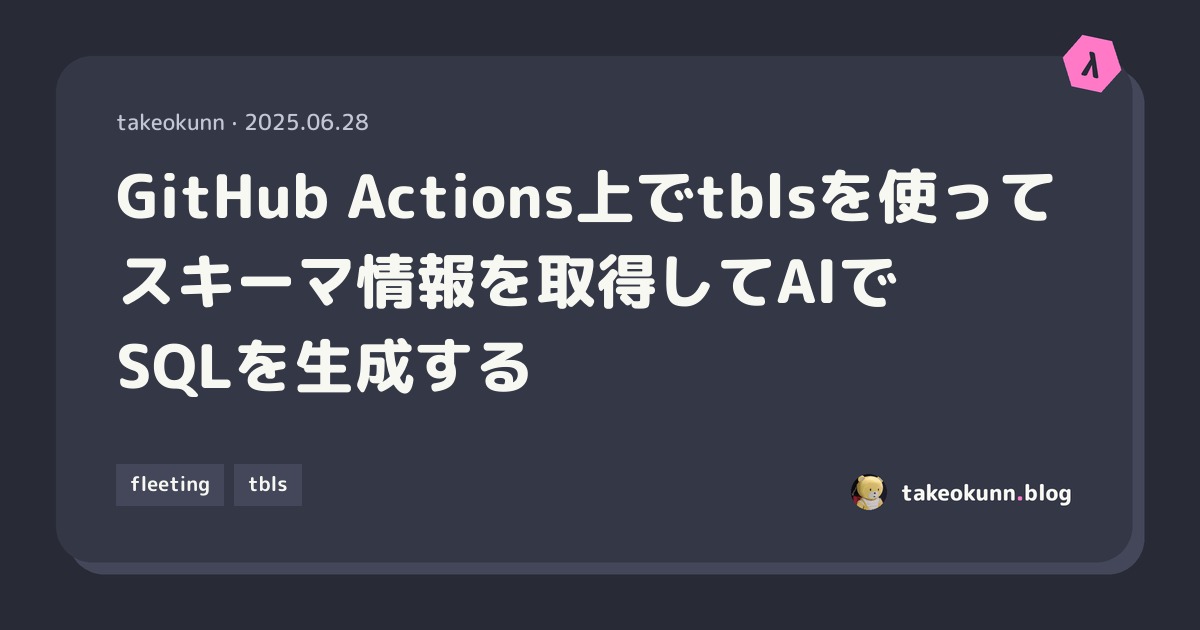 λ
takeokunn · 2025.06.28
GitHub Actions上でtblsを使って
スキーマ情報を取得してAIで
SQLを生成する
fleeting
tbls
takeokunn.blog